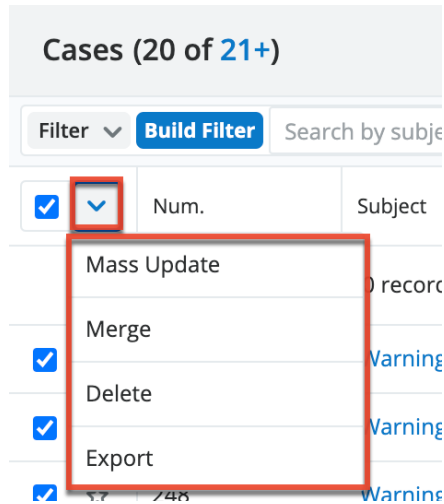 Cases (20 of 21+)
Filter Build Filter Search by subje
Num. Subject
Mass Update
record
Merge
Warning
Delete
Warning
Export
248 Warning